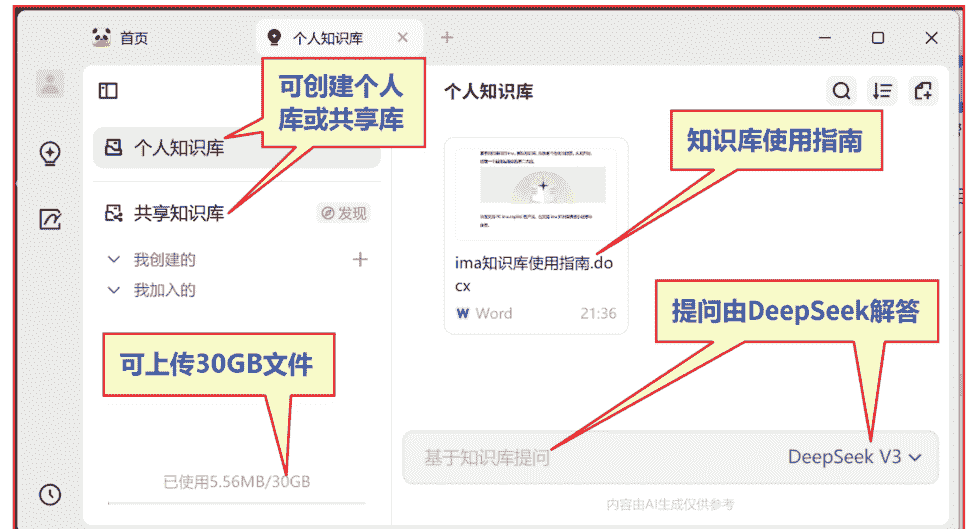 首页
个人知识库
可创建个人
库或共享库
个人知识库
共享知识库
发现
我创建的
我加入的
可上传30GB文件
已使用5.56MB/30GB
个人知识库
知识库使用指南
ima知识库使用指南.do
cx
Word
21:36
提问由DeepSeek解答
基于知识库提问
DeepSeek V3
内容由AI生成仅供参考